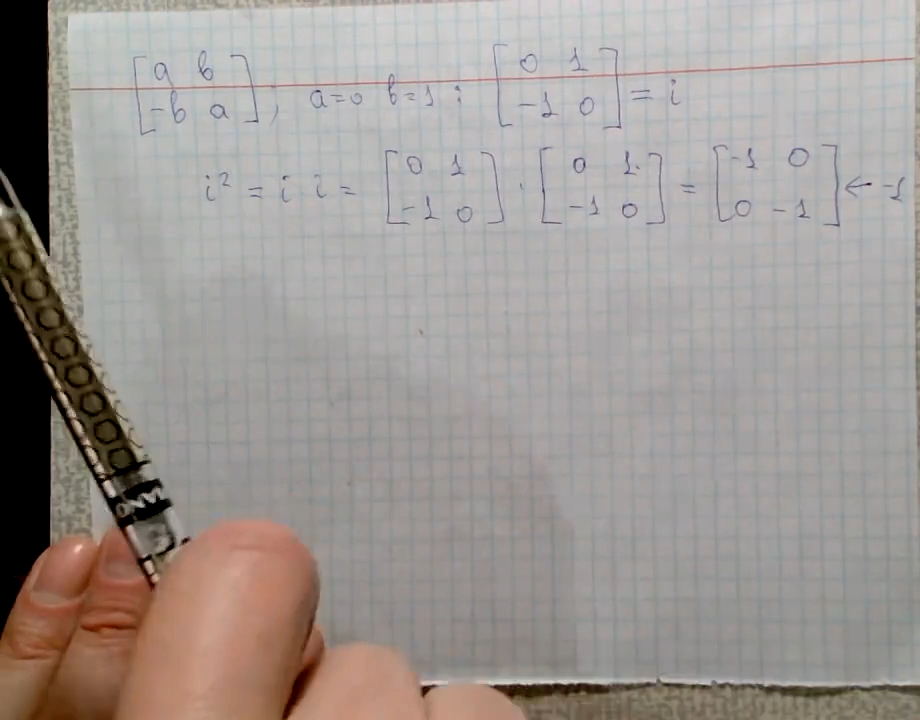 [a b; -b a]; a=0 b=1 : [0 1; -1 0] = i
i² = i i = [0 1; -1 0] · [0 1; -1 0] = [-1 0; 0 -1] ← -1